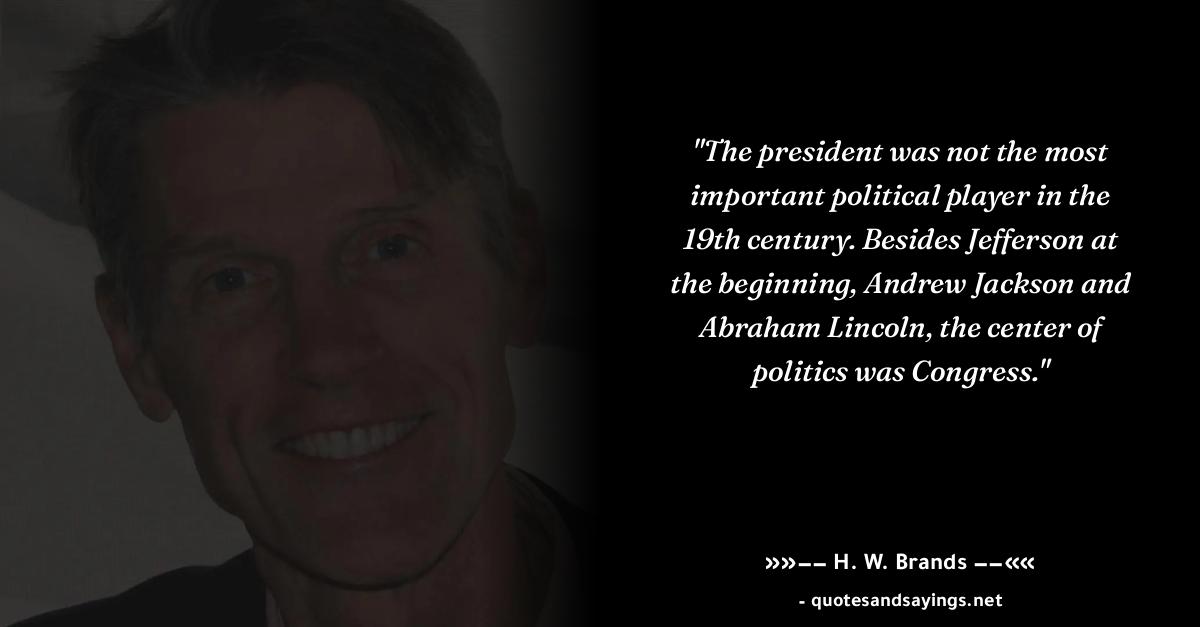 "The president was not the most
important political player in the
19th century. Besides Jefferson at
the beginning, Andrew Jackson and
Abraham Lincoln, the center of
politics was Congress."
»»−− H. W. Brands −−««
- quotesandsayings.net